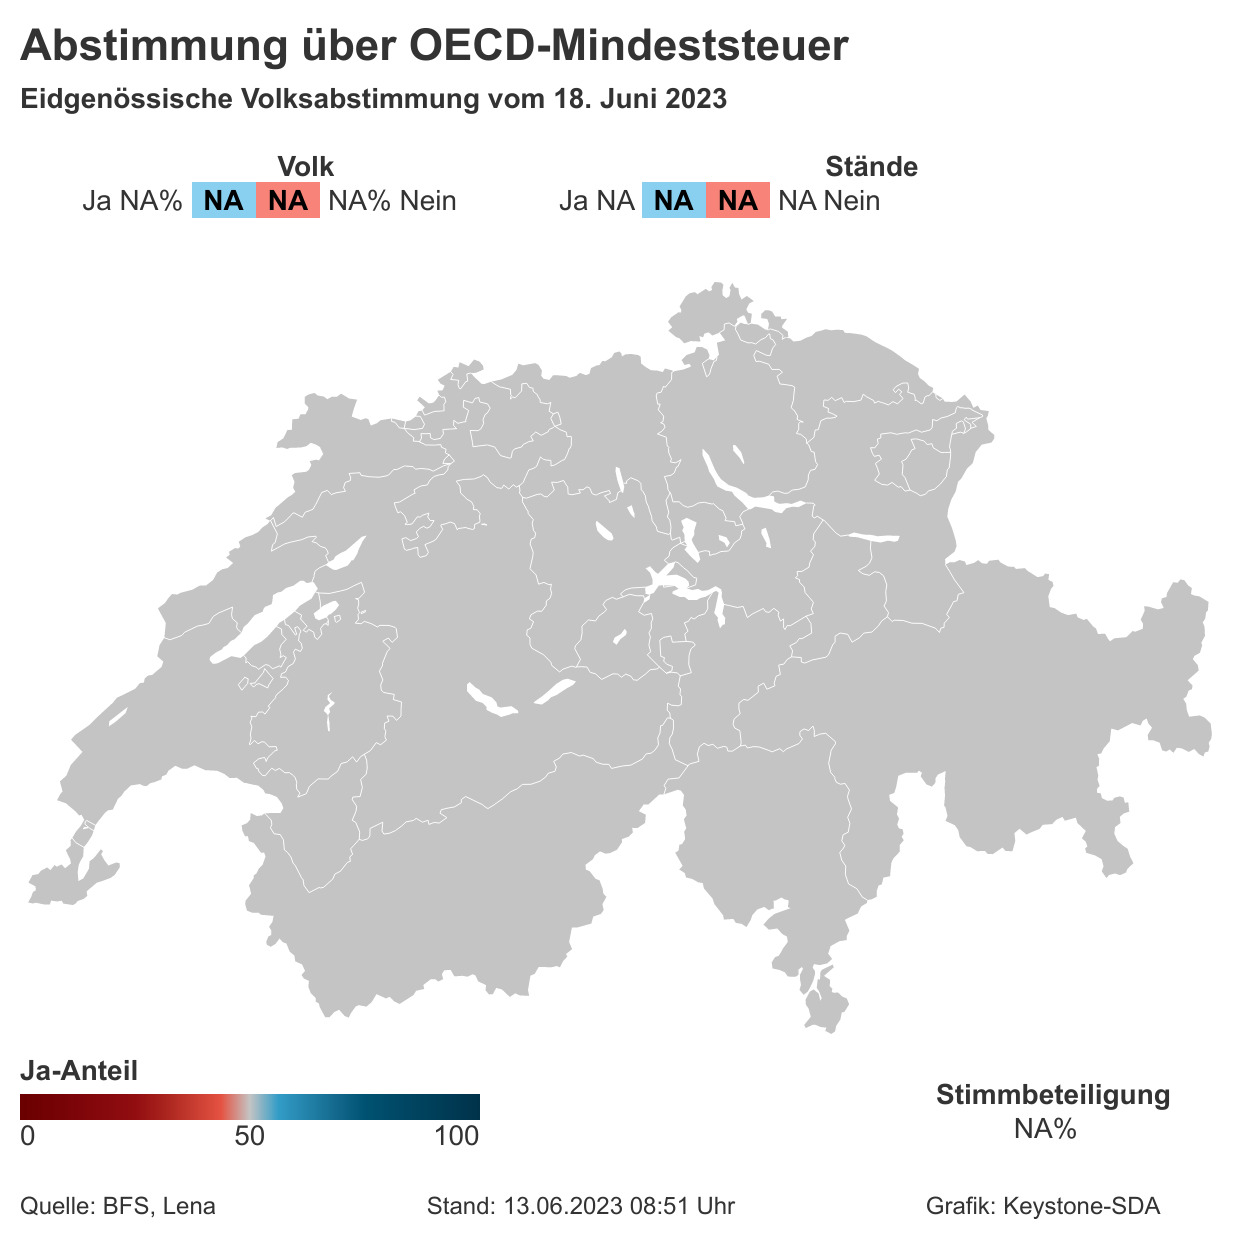 Abstimmung über OECD-Mindeststeuer
Eidgenössische Volksabstimmung vom 18. Juni 2023
Volk
Ja NA% NA NA NA% Nein
Stände
Ja NA NA NA NA Nein
Ja-Anteil
0 50 100
Stimmbeteiligung
NA%
Quelle: BFS, Lena
Stand: 13.06.2023 08:51 Uhr
Grafik: Keystone-SDA